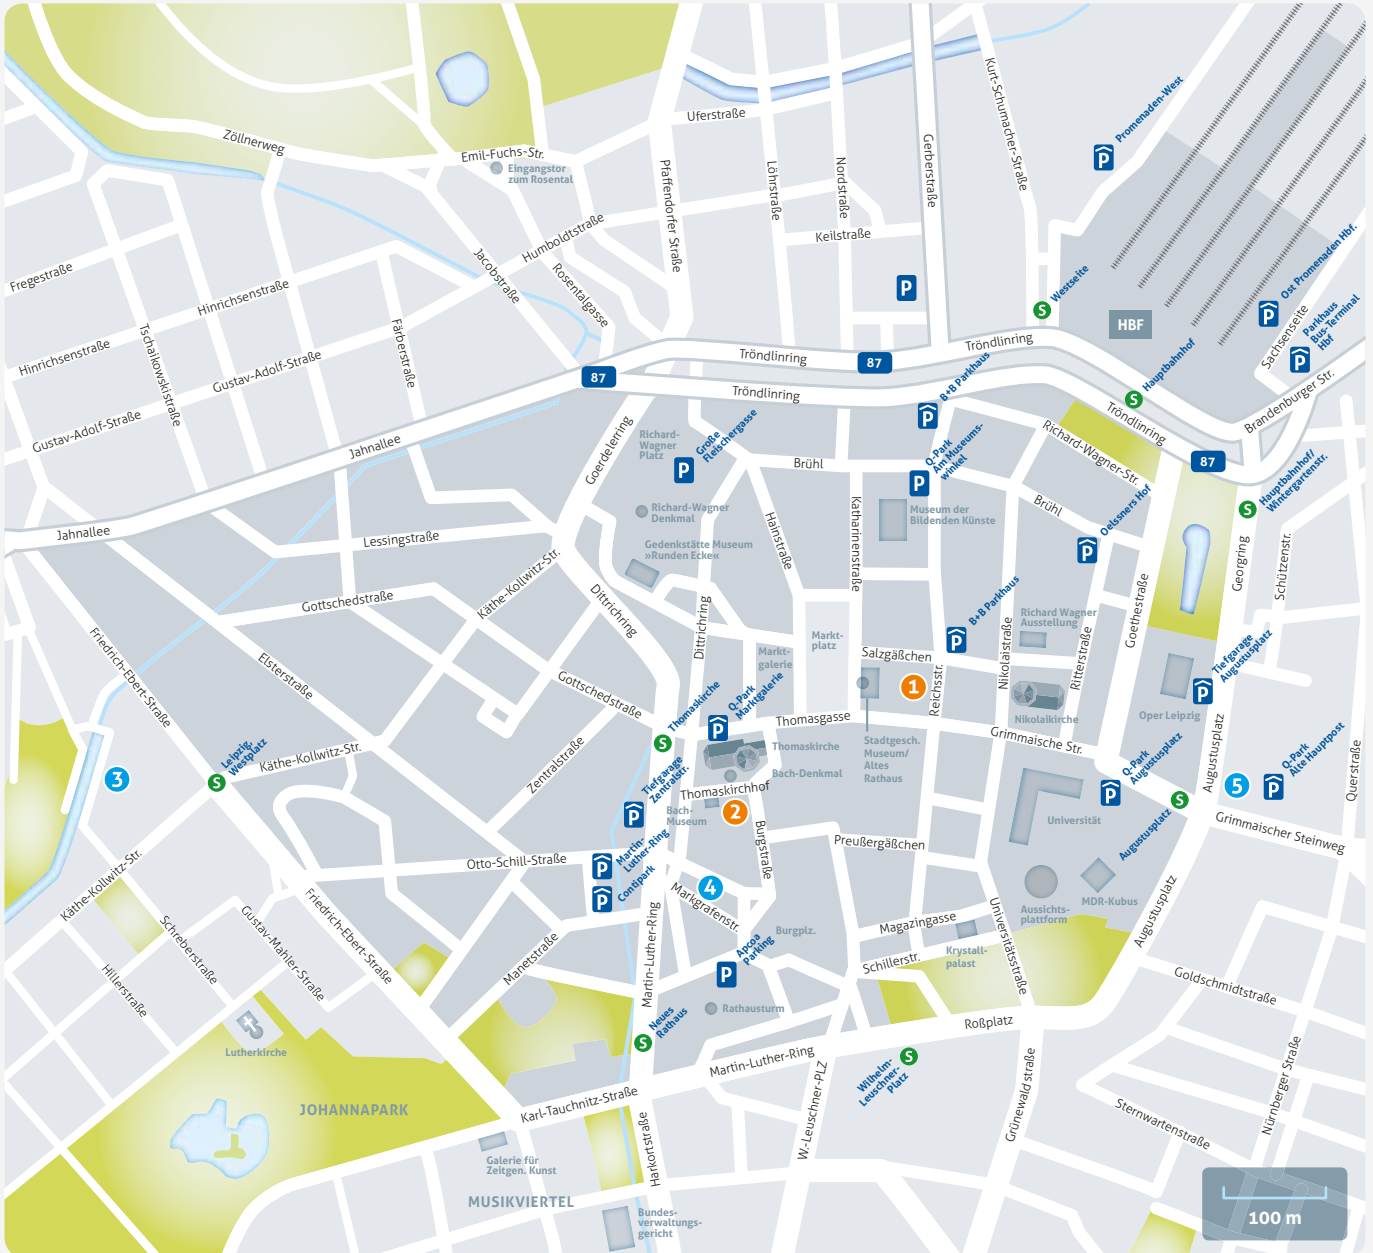 Promenaden-West
Kurt-Schumacher-Straße
Uferstraße
Zöllnerweg
Emil-Fuchs-Str.
Eingangstor
zum Rosental
Pfaffendorfer Straße
Löhrstraße
Nordstraße
Gerberstraße
Humboldtstraße
Keilstraße
Jacobstraße
Rosentalgasse
Fregestraße
Hinrichsenstraße
Hinrichsenstraße
Tschaikowskistraße
Färberstraße
Gustav-Adolf-Straße
Gustav-Adolf-Straße
P
S
Westseite
HBF
P
P
Ost Promenaden Hbf.
Sachsenseite
P
Parkhaus
Bus-Terminal
Hbf
Brandenburger Str.
Tröndlinring
87
Tröndlinring
87
Tröndlinring
S
Hauptbahnhof
Tröndlinring
87
Jahnallee
Jahnallee
Goerdelerring
Richard-
Wagner
Platz
P
Große
Fleischergasse
P
B+B Parkhaus
P
Q-Park
Am Museums-
winkel
Richard-Wagner-Str.
Brühl
Brühl
S
Hauptbahnhof/
Wintergartenstr.
P
Oelssners Hof
Richard-Wagner
Denkmal
Museum der
Bildenden Künste
Katharinenstraße
Hainstraße
Gedenkstätte Museum
»Runden Ecke«
Lessingstraße
Gottschedstraße
Käthe-Kollwitz-Str.
Dittrichring
Dittrichring
Georgring
Schützenstr.
Goethestraße
P
B+B Parkhaus
Richard Wagner
Ausstellung
Markt-
platz
Markt-
galerie
Salzgäßchen
1
Reichsstr.
Nikolaistraße
Ritterstraße
Nikolaikirche
Oper Leipzig
P
Tiefgarage
Augustusplatz
Friedrich-Ebert-Straße
Elsterstraße
Gottschedstraße
S
Thomaskirche
P
Q-Park
Marktgalerie
Thomasgasse
Thomaskirche
Bach-Denkmal
Stadtgesch.
Museum/
Altes
Rathaus
Grimmaische Str.
Augustusplatz
P
Q-Park
Augustusplatz
5
P
Q-Park
Alte Hauptpost
Querstraße
3
S
Leipzig,
Westplatz
Käthe-Kollwitz-Str.
Zentralstraße
P
Tiefgarage
Zentralstr.
Thomaskirchhof
Bach-
Museum
2
Burgstraße
Universität
S
Augustusplatz
Grimmaischer Steinweg
Preußergäßchen
Otto-Schill-Straße
P
Martin-
Luther-Ring
P
Contipark
4
Markgrafenstr.
Aussichts-
plattform
MDR-Kubus
Käthe-Kollwitz-Str.
Schreberstraße
Hillerstraße
Gustav-Mahler-Straße
Friedrich-Ebert-Straße
Manetstraße
Martin-Luther-Ring
Burgplz.
P
Apcoa
Parking
Magazingasse
Krystall-
palast
Schillerstr.
Universitätsstraße
Augustusplatz
Goldschmidtstraße
Rathausturm
S
Neues
Rathaus
Roßplatz
Lutherkirche
Martin-Luther-Ring
S
Wilhelm-
Leuschner-
Platz
JOHANNAPARK
Karl-Tauchnitz-Straße
Harkortstraße
W.-Leuschner-PLZ
Grünewald straße
Sternwartenstraße
Nürnberger Straße
Galerie für
Zeitgen. Kunst
MUSIKVIERTEL
Bundes-
verwaltungs-
gericht
100 m